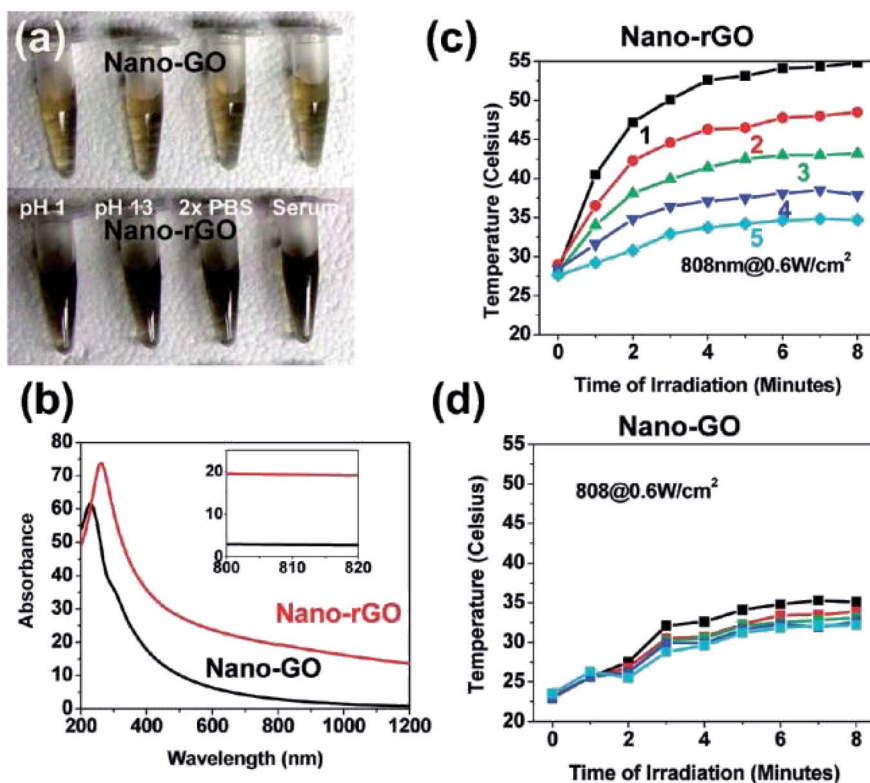 (a)
Nano-GO
pH 1 pH 13 2x PBS Serum
Nano-rGO
(b)
80
70
60
50
40
30
20
10
0
Absorbance
200 400 600 800 1000 1200
Wavelength (nm)
20
10
0
800 810 820
Nano-rGO
Nano-GO
(c)
Nano-rGO
55
50
45
40
35
30
25
20
Temperature (Celsius)
1
2
3
4
5
808nm@0.6W/cm²
0 2 4 6 8
Time of Irradiation (Minutes)
(d)
Nano-GO
55
50
45
40
35
30
25
20
Temperature (Celsius)
808@0.6W/cm²
0 2 4 6 8
Time of Irradiation (Minutes)